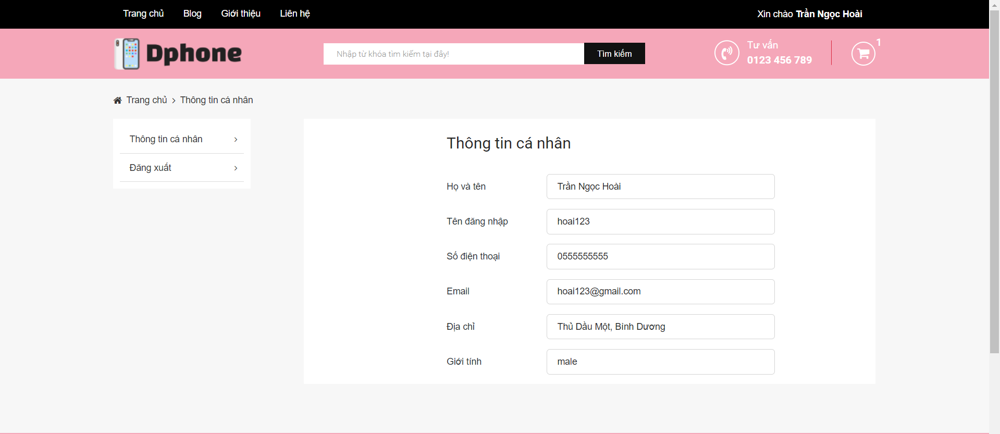 Trang chủ Blog Giới thiệu Liên hệ Xin chào Trần Ngọc Hoài
Dphone
Nhập từ khóa tìm kiếm tại đây! Tìm kiếm
Tư vấn
0123 456 789
1
Trang chủ > Thông tin cá nhân
Thông tin cá nhân
Đăng xuất
Thông tin cá nhân
Họ và tên Trần Ngọc Hoài
Tên đăng nhập hoai123
Số điện thoại 0555555555
Email hoai123@gmail.com
Địa chỉ Thủ Dầu Một, Bình Dương
Giới tính male